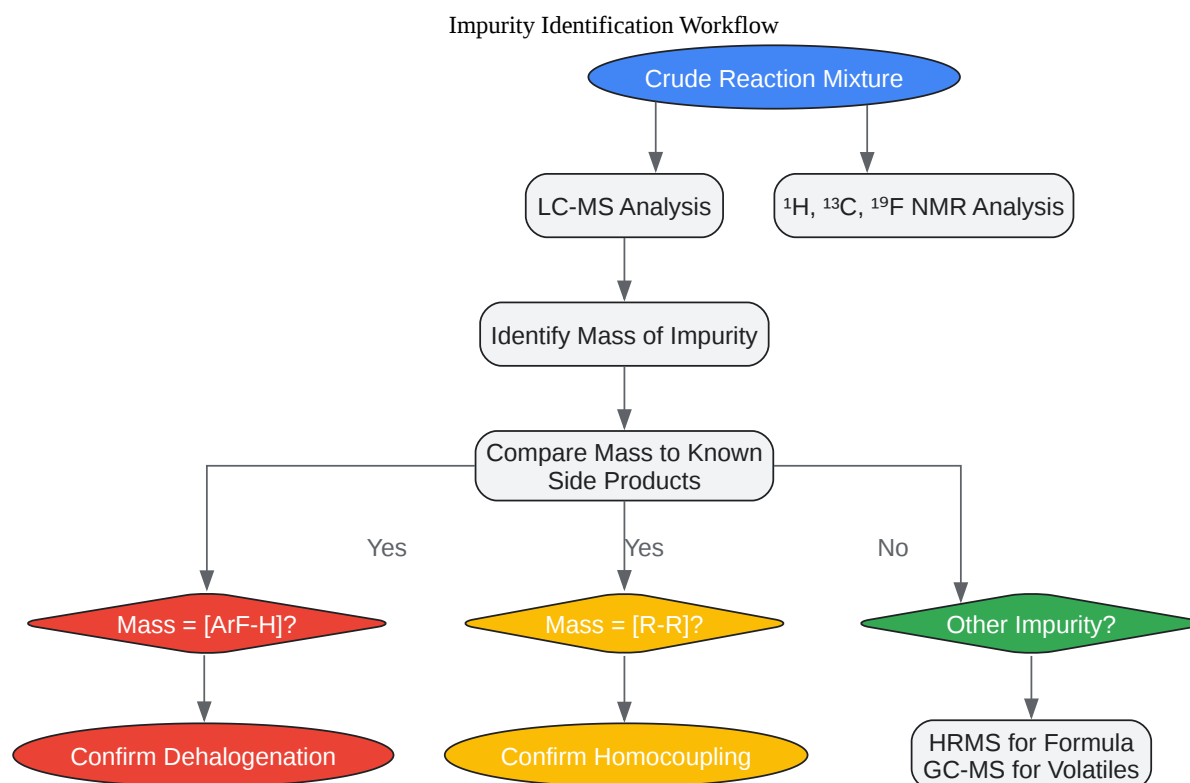 Impurity Identification Workflow
Crude Reaction Mixture
LC-MS Analysis
¹H, ¹³C, ¹⁹F NMR Analysis
Identify Mass of Impurity
Compare Mass to Known
Side Products
Yes
Yes
No
Mass = [ArF-H]?
Mass = [R-R]?
Other Impurity?
Confirm Dehalogenation
Confirm Homocoupling
HRMS for Formula
GC-MS for Volatiles